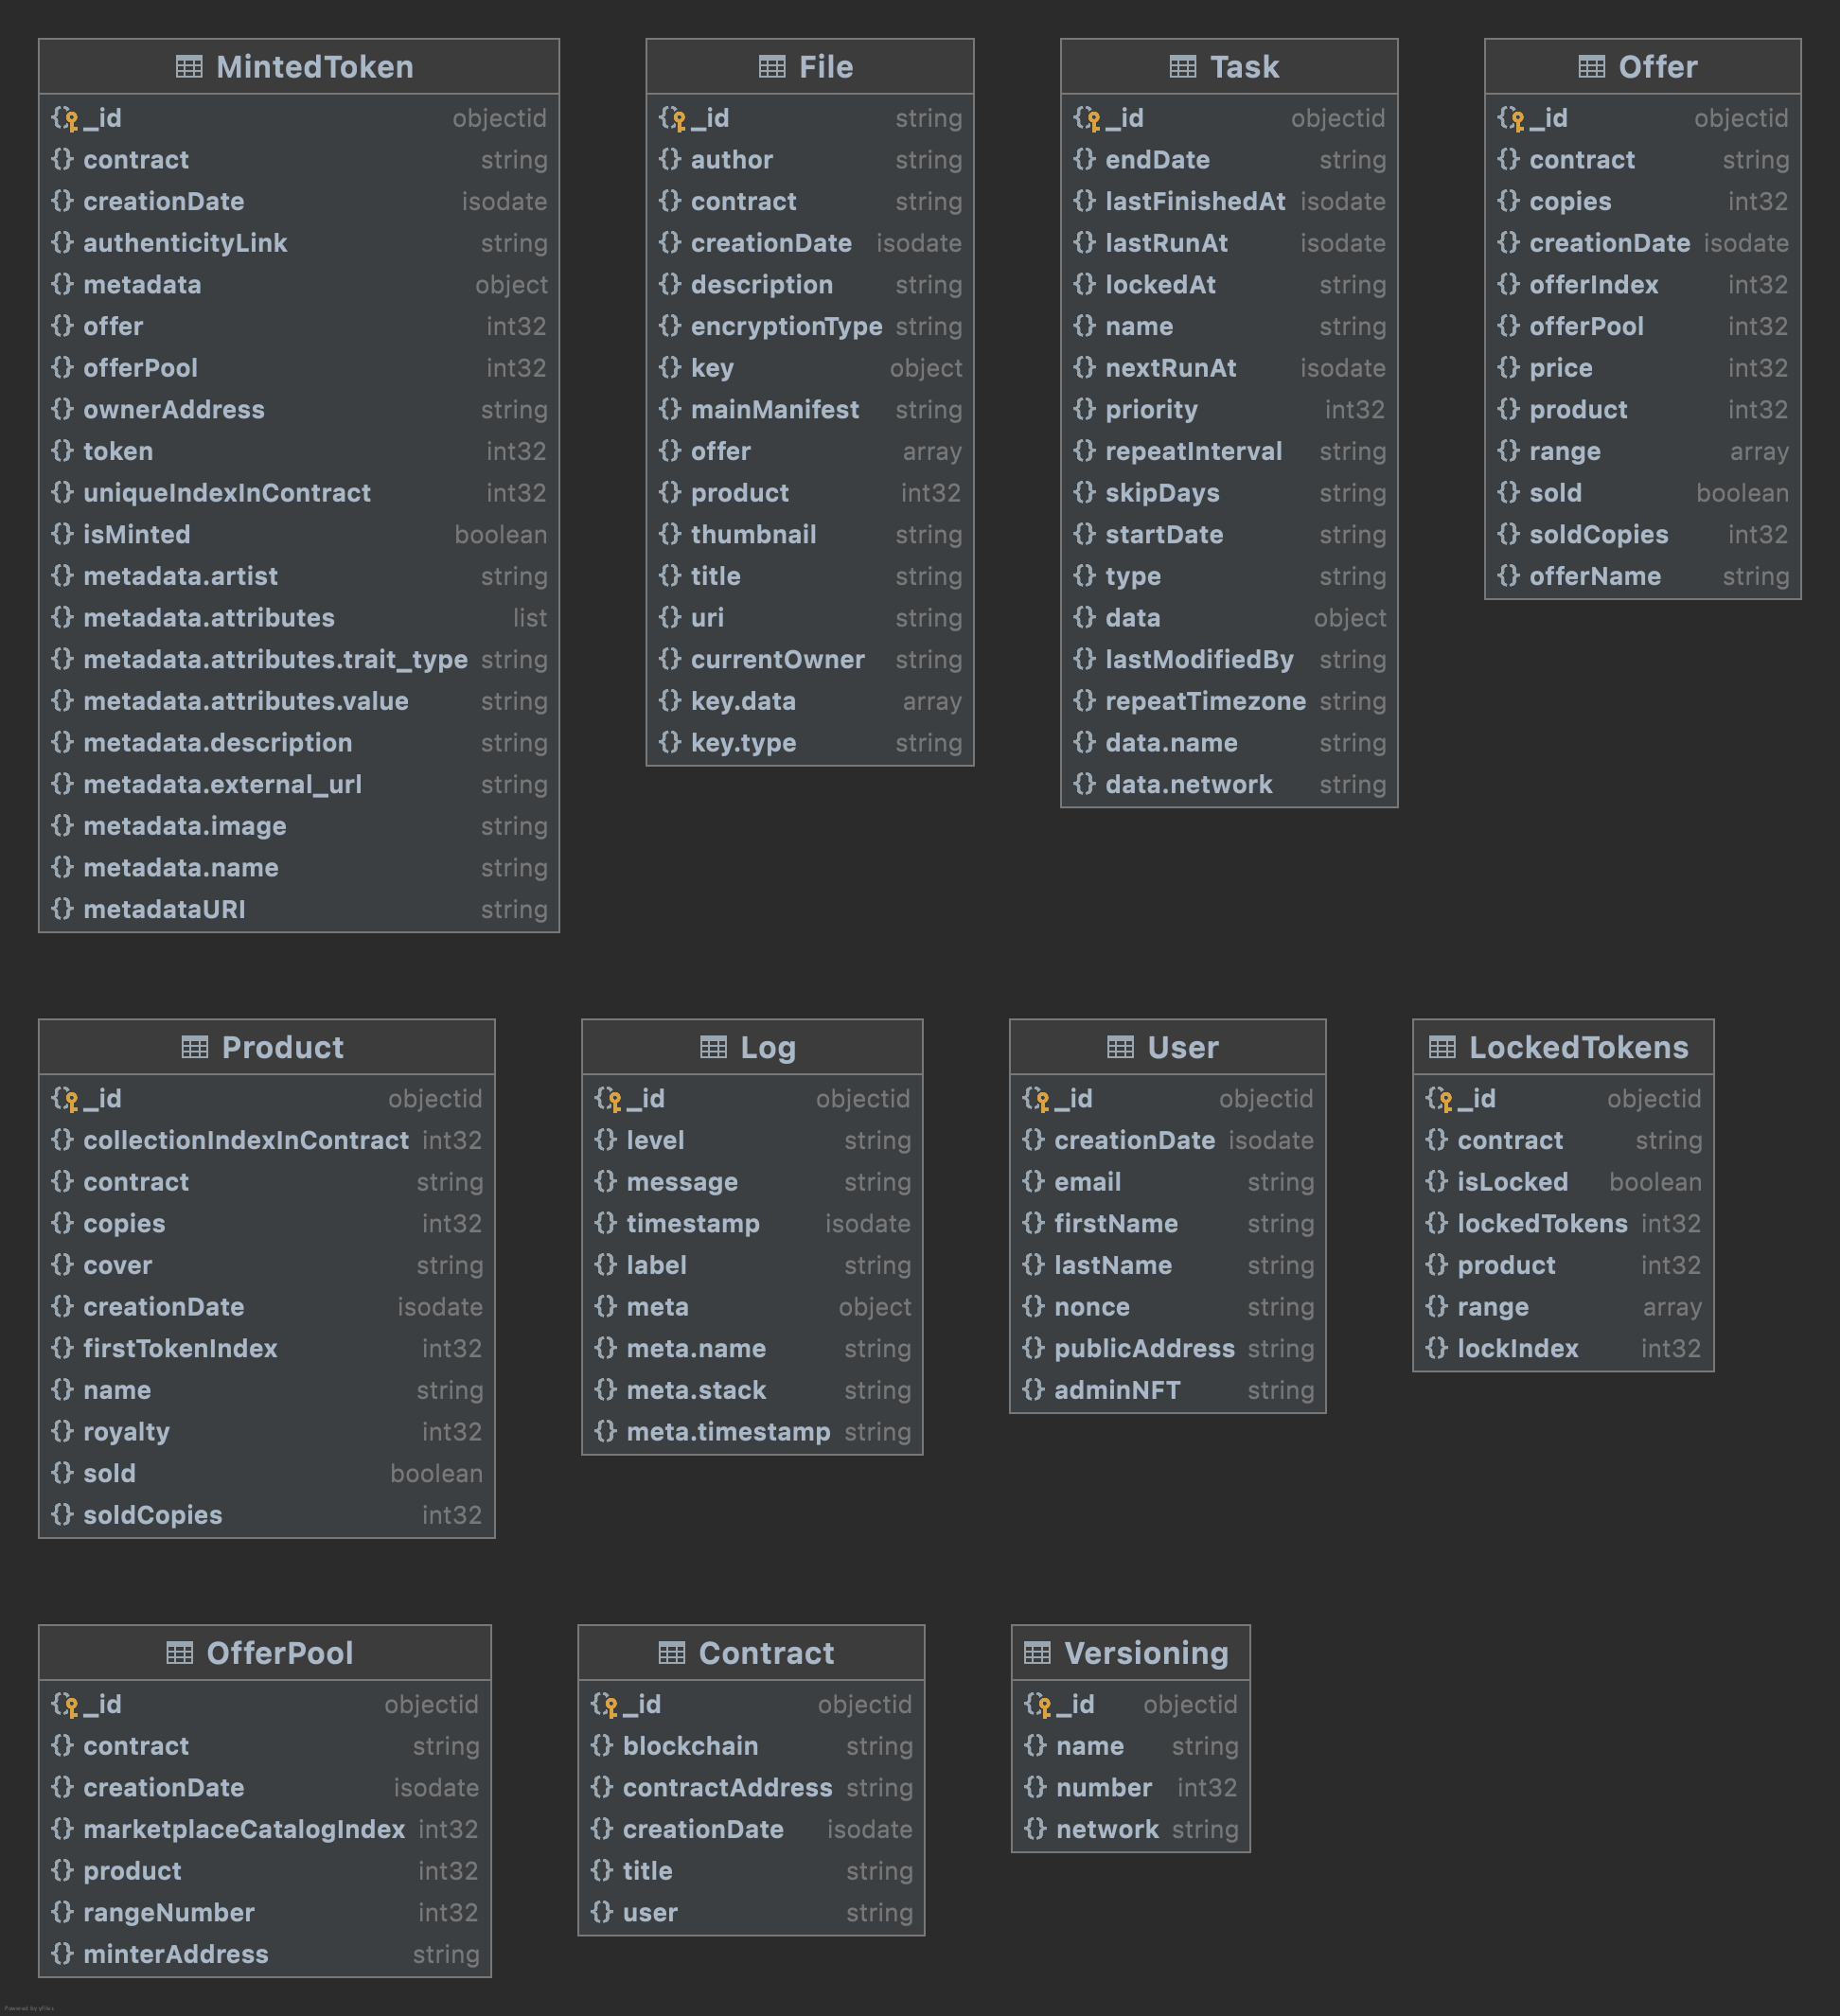 MintedToken
_id objectid
contract string
creationDate isodate
authenticityLink string
metadata object
offer int32
offerPool int32
ownerAddress string
token int32
uniqueIndexInContract int32
isMinted boolean
metadata.artist string
metadata.attributes list
metadata.attributes.trait_type string
metadata.attributes.value string
metadata.description string
metadata.external_url string
metadata.image string
metadata.name string
metadataURI string
File
_id string
author string
contract string
creationDate isodate
description string
encryptionType string
key object
mainManifest string
offer array
product int32
thumbnail string
title string
uri string
currentOwner string
key.data array
key.type string
Task
_id objectid
endDate string
lastFinishedAt isodate
lastRunAt isodate
lockedAt string
name string
nextRunAt isodate
priority int32
repeatInterval string
skipDays string
startDate string
type string
data object
lastModifiedBy string
repeatTimezone string
data.name string
data.network string
Offer
_id objectid
contract string
copies int32
creationDate isodate
offerIndex int32
offerPool int32
price int32
product int32
range array
sold boolean
soldCopies int32
offerName string
Product
_id objectid
collectionIndexInContract int32
contract string
copies int32
cover string
creationDate isodate
firstTokenIndex int32
name string
royalty int32
sold boolean
soldCopies int32
Log
_id objectid
level string
message string
timestamp isodate
label string
meta object
meta.name string
meta.stack string
meta.timestamp string
User
_id objectid
creationDate isodate
email string
firstName string
lastName string
nonce string
publicAddress string
adminNFT string
LockedTokens
_id objectid
contract string
isLocked boolean
lockedTokens int32
product int32
range array
lockIndex int32
OfferPool
_id objectid
contract string
creationDate isodate
marketplaceCatalogIndex int32
product int32
rangeNumber int32
minterAddress string
Contract
_id objectid
blockchain string
contractAddress string
creationDate isodate
title string
user string
Versioning
_id objectid
name string
number int32
network string
Powered by yFiles